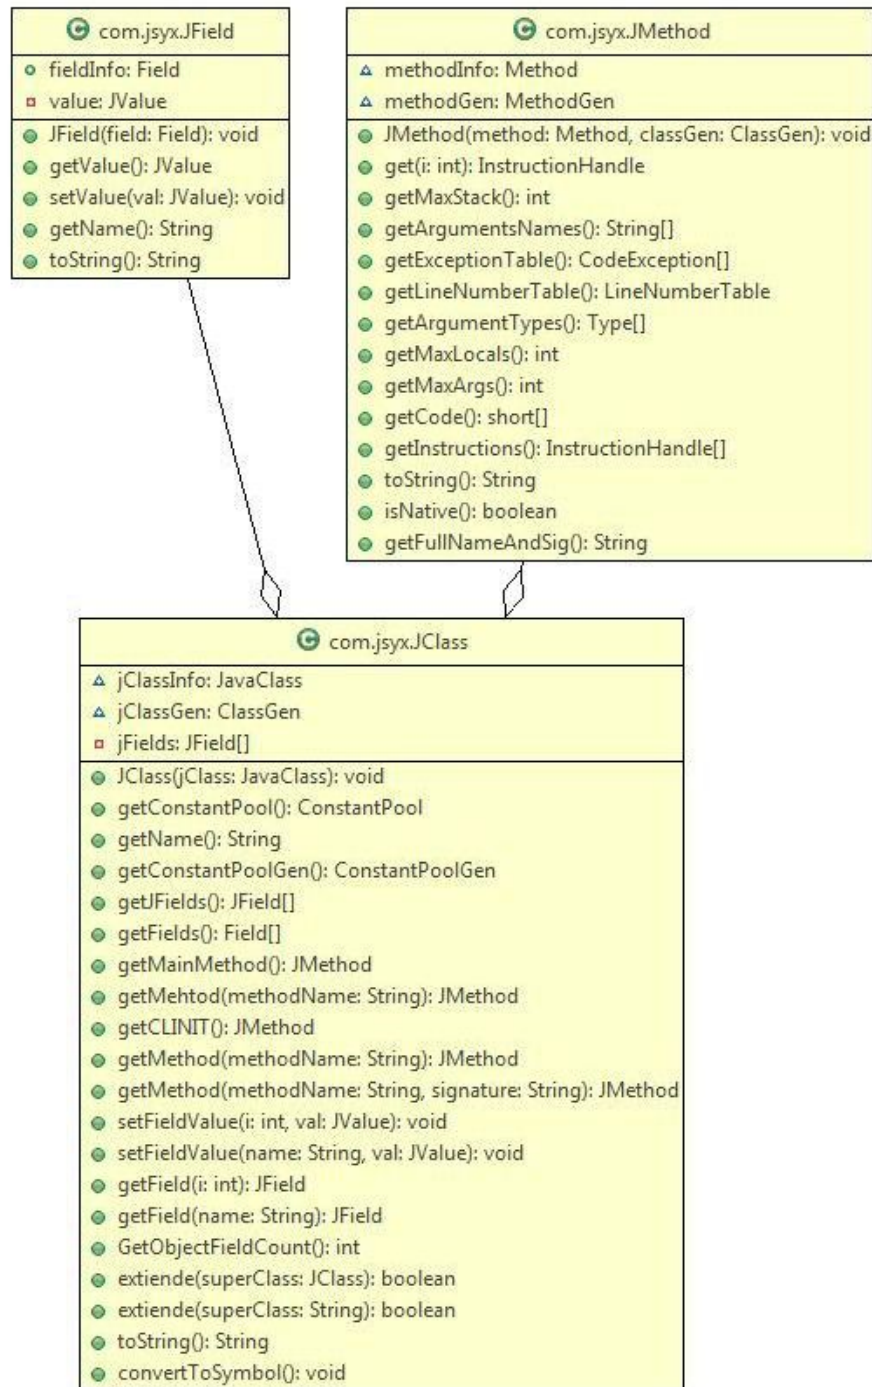 com.jsyx.JField
fieldInfo: Field
value: JValue
JField(field: Field): void
getValue(): JValue
setValue(val: JValue): void
getName(): String
toString(): String
com.jsyx.JMethod
methodInfo: Method
methodGen: MethodGen
JMethod(method: Method, classGen: ClassGen): void
get(i: int): InstructionHandle
getMaxStack(): int
getArgumentsNames(): String[]
getExceptionTable(): CodeException[]
getLineNumberTable(): LineNumberTable
getArgumentTypes(): Type[]
getMaxLocals(): int
getMaxArgs(): int
getCode(): short[]
getInstructions(): InstructionHandle[]
toString(): String
isNative(): boolean
getFullNameAndSig(): String
com.jsyx.JClass
jClassInfo: JavaClass
jClassGen: ClassGen
jFields: JField[]
JClass(jClass: JavaClass): void
getConstantPool(): ConstantPool
getName(): String
getConstantPoolGen(): ConstantPoolGen
getJFields(): JField[]
getFields(): Field[]
getMainMethod(): JMethod
getMehtod(methodName: String): JMethod
getCLINIT(): JMethod
getMethod(methodName: String): JMethod
getMethod(methodName: String, signature: String): JMethod
setFieldValue(i: int, val: JValue): void
setFieldValue(name: String, val: JValue): void
getField(i: int): JField
getField(name: String): JField
GetObjectFieldCount(): int
extiende(superClass: JClass): boolean
extiende(superClass: String): boolean
toString(): String
convertToSymbol(): void